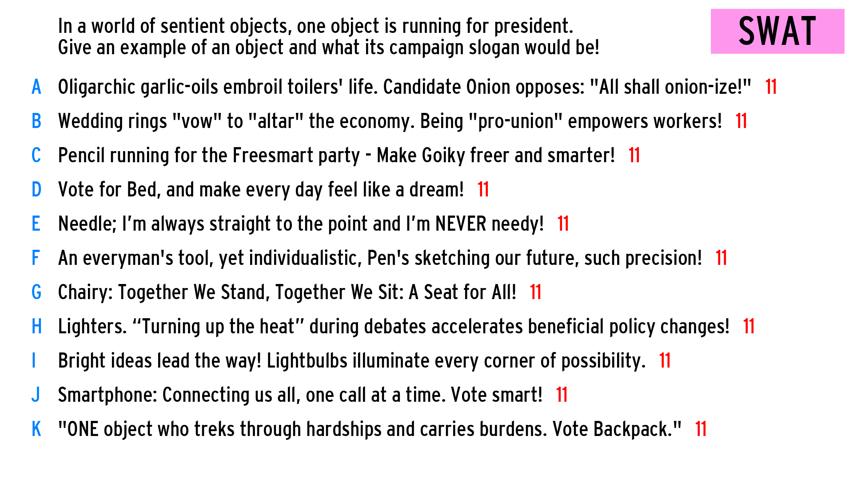 In a world of sentient objects, one object is running for president.
Give an example of an object and what its campaign slogan would be!
SWAT
A Oligarchic garlic-oils embroil toilers' life. Candidate Onion opposes: "All shall onion-ize!" 11
B Wedding rings "vow" to "altar" the economy. Being "pro-union" empowers workers! 11
C Pencil running for the Freesmart party - Make Goiky freer and smarter! 11
D Vote for Bed, and make every day feel like a dream! 11
E Needle; I’m always straight to the point and I’m NEVER needy! 11
F An everyman's tool, yet individualistic, Pen's sketching our future, such precision! 11
G Chairy: Together We Stand, Together We Sit: A Seat for All! 11
H Lighters. “Turning up the heat” during debates accelerates beneficial policy changes! 11
I Bright ideas lead the way! Lightbulbs illuminate every corner of possibility. 11
J Smartphone: Connecting us all, one call at a time. Vote smart! 11
K "ONE object who treks through hardships and carries burdens. Vote Backpack." 11